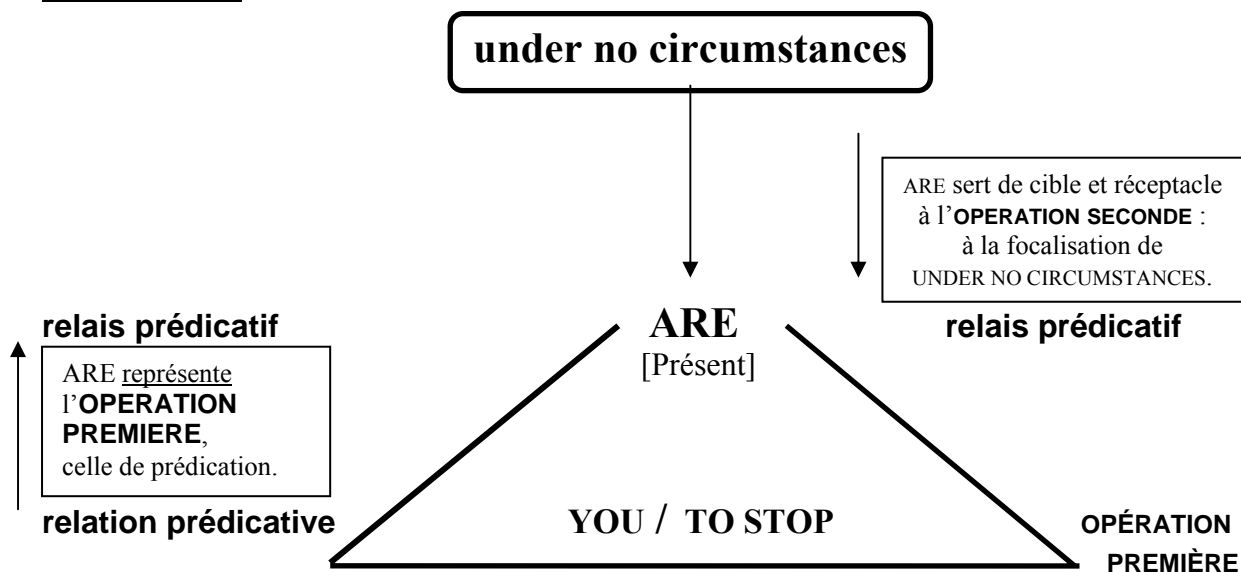 under no circumstances
ARE sert de cible et réceptacle
à l’OPERATION SECONDE :
à la focalisation de
UNDER NO CIRCUMSTANCES.
relais prédicatif
ARE
[Présent]
relais prédicatif
ARE représente
l’OPERATION
PREMIERE,
celle de prédication.
relation prédicative
YOU / TO STOP
OPÉRATION
PREMIÈRE